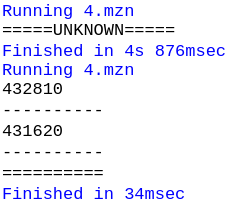 Running 4.mzn
=====UNKNOWN=====
Finished in 4s 876msec
Running 4.mzn
432810
----------
431620
----------
==========
Finished in 34msec